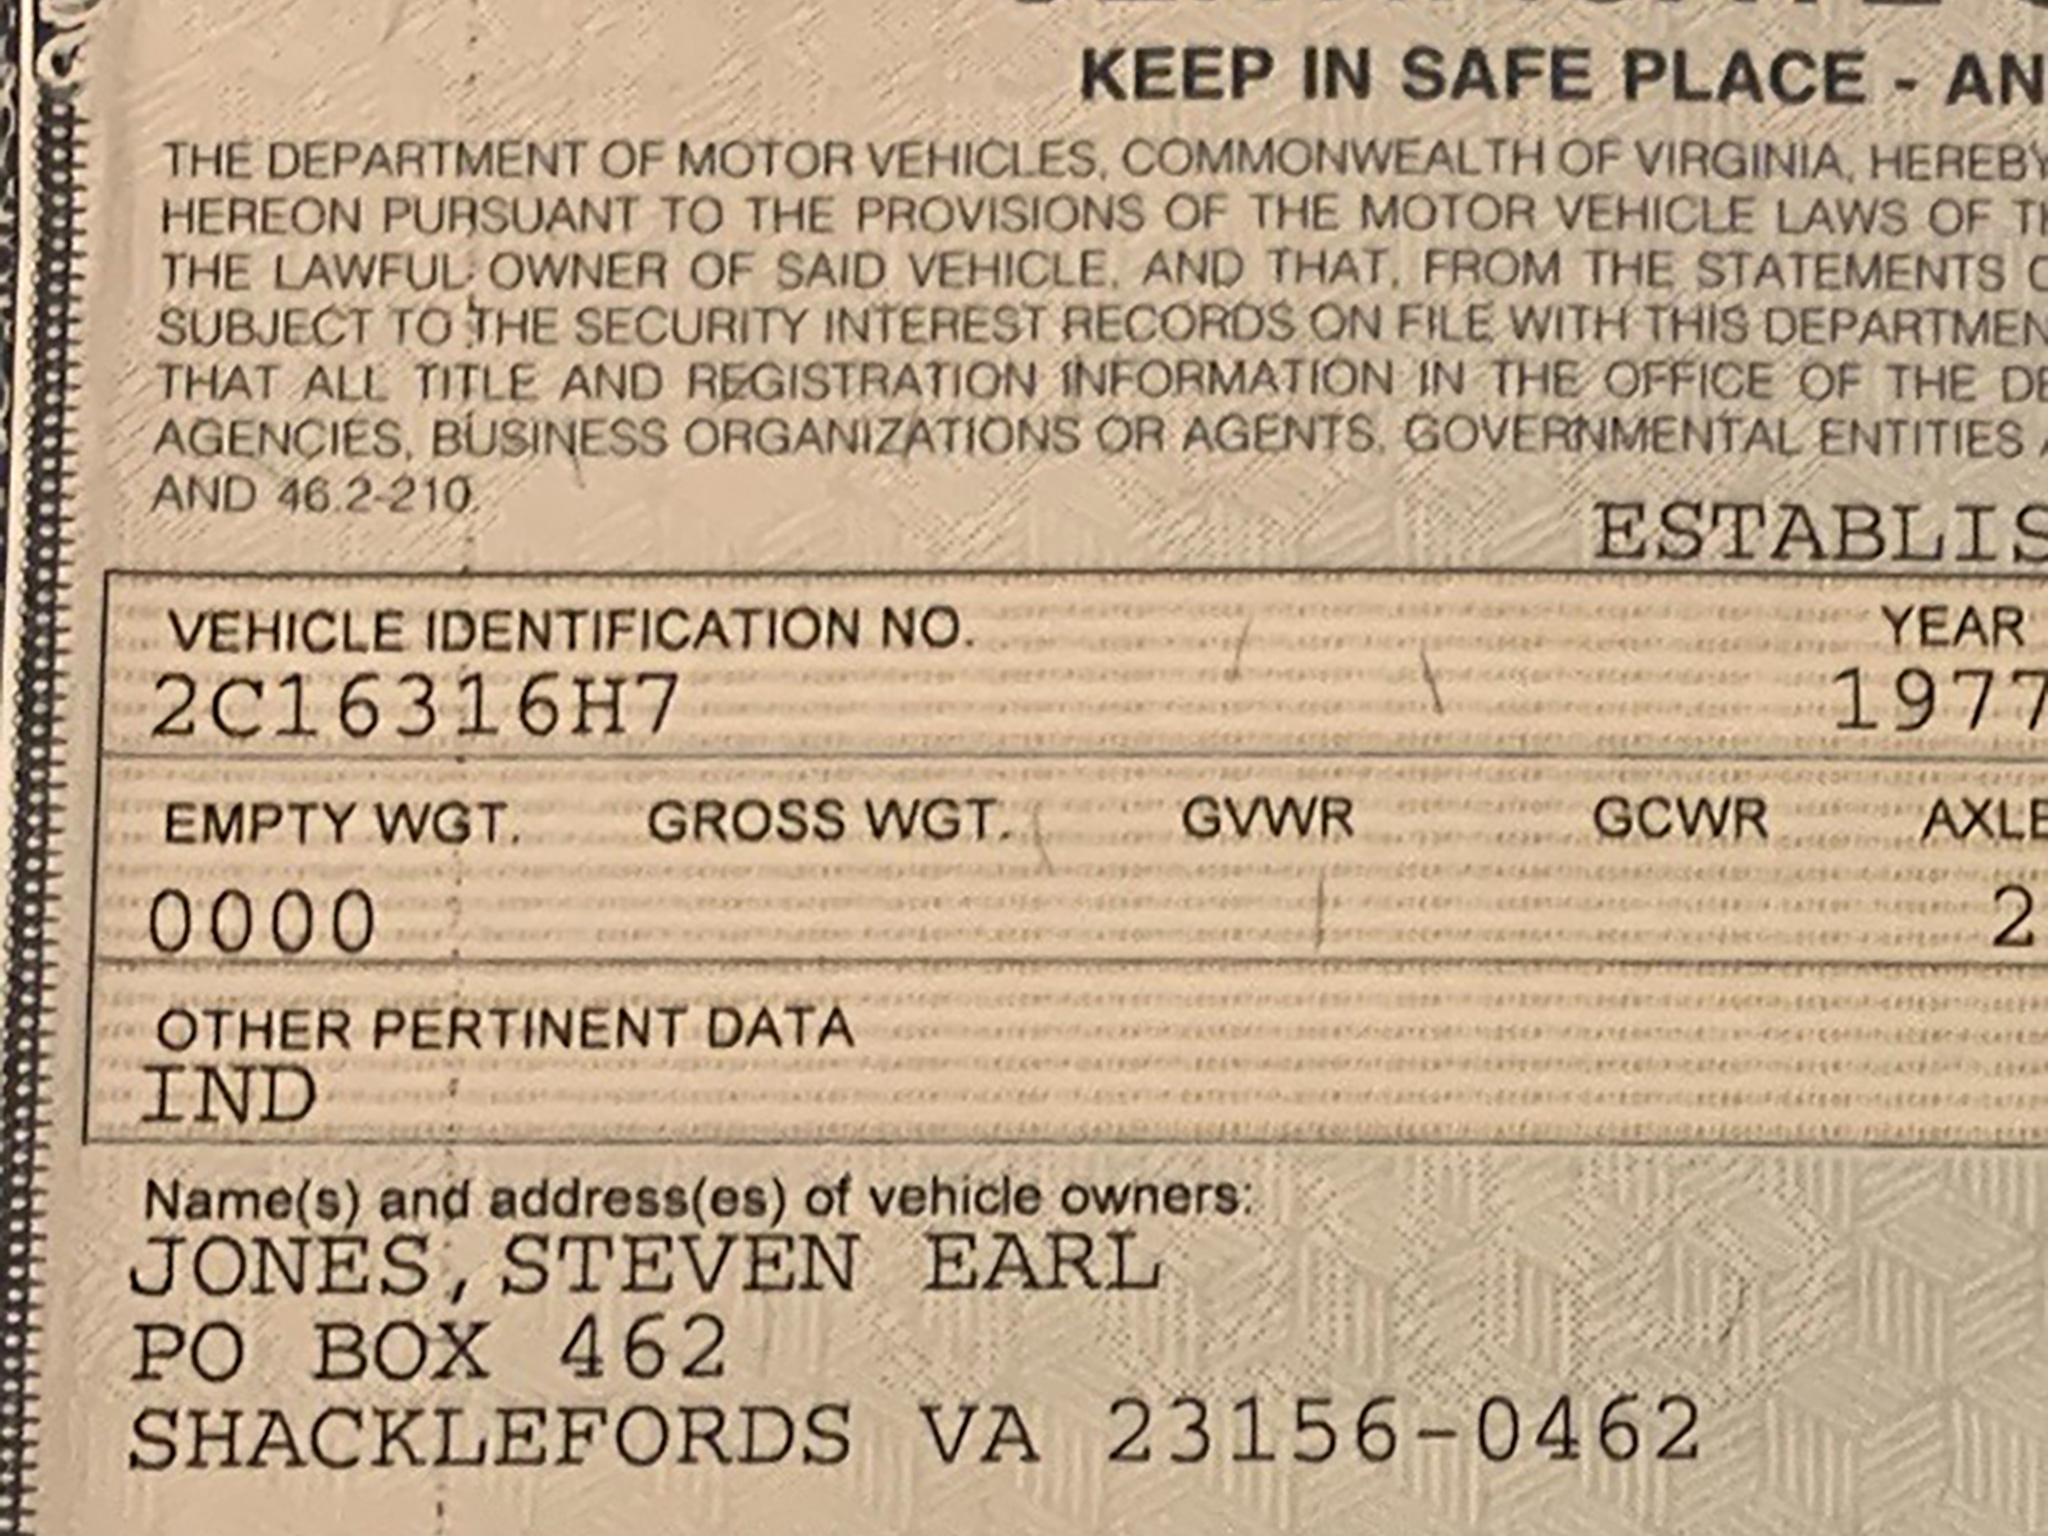 KEEP IN SAFE PLACE - AN
THE DEPARTMENT OF MOTOR VEHICLES, COMMONWEALTH OF VIRGINIA, HEREBY
HEREON PURSUANT TO THE PROVISIONS OF THE MOTOR VEHICLE LAWS OF TH
THE LAWFUL OWNER OF SAID VEHICLE, AND THAT, FROM THE STATEMENTS O
SUBJECT TO THE SECURITY INTEREST RECORDS ON FILE WITH THIS DEPARTMEN
THAT ALL TITLE AND REGISTRATION INFORMATION IN THE OFFICE OF THE DE
AGENCIES, BUSINESS ORGANIZATIONS OR AGENTS, GOVERNMENTAL ENTITIES A
AND 46.2-210.
ESTABLIS
VEHICLE IDENTIFICATION NO. YEAR
2C16316H7 1977
EMPTY WGT. GROSS WGT. GVWR GCWR AXLE
0000 2
OTHER PERTINENT DATA
IND
Name(s) and address(es) of vehicle owners:
JONES, STEVEN EARL
PO BOX 462
SHACKLEFORDS VA 23156-0462